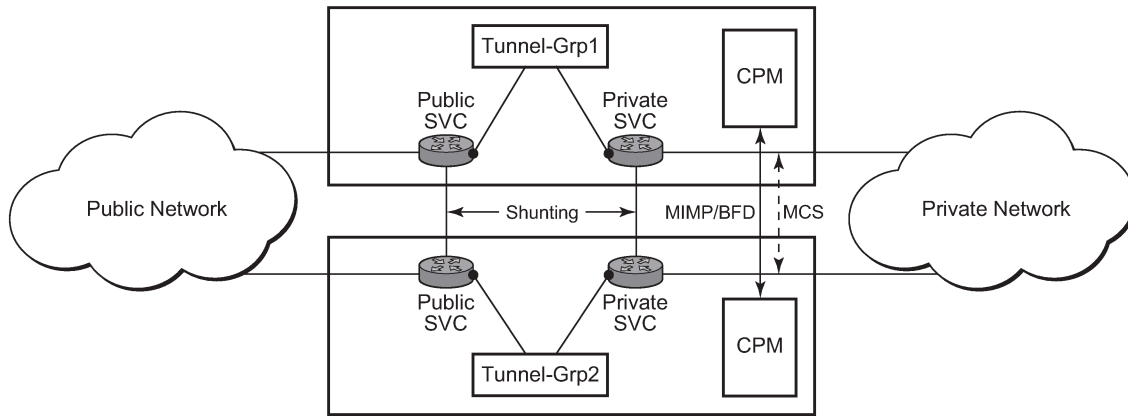 Tunnel-Grp1
CPM
Public
SVC
Private
SVC
Public Network
Shunting
MIMP/BFD
MCS
Private Network
Public
SVC
Private
SVC
CPM
Tunnel-Grp2